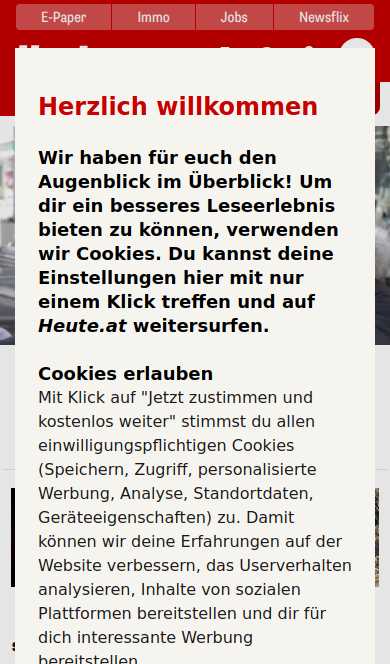 E-Paper
Immo
Jobs
Newsflix
Herzlich willkommen
Wir haben für euch den
Augenblick im Überblick! Um
dir ein besseres Leseerlebnis
bieten zu können, verwenden
wir Cookies. Du kannst deine
Einstellungen hier mit nur
einem Klick treffen und auf
Heute.at weitersurfen.
Cookies erlauben
Mit Klick auf "Jetzt zustimmen und
kostenlos weiter" stimmst du allen
einwilligungspflichtigen Cookies
(Speichern, Zugriff, personalisierte
Werbung, Analyse, Standortdaten,
Geräteeigenschaften) zu. Damit
können wir deine Erfahrungen auf der
Website verbessern, das Userverhalten
analysieren, Inhalte von sozialen
Plattformen bereitstellen und dir für
dich interessante Werbung
bereitstellen